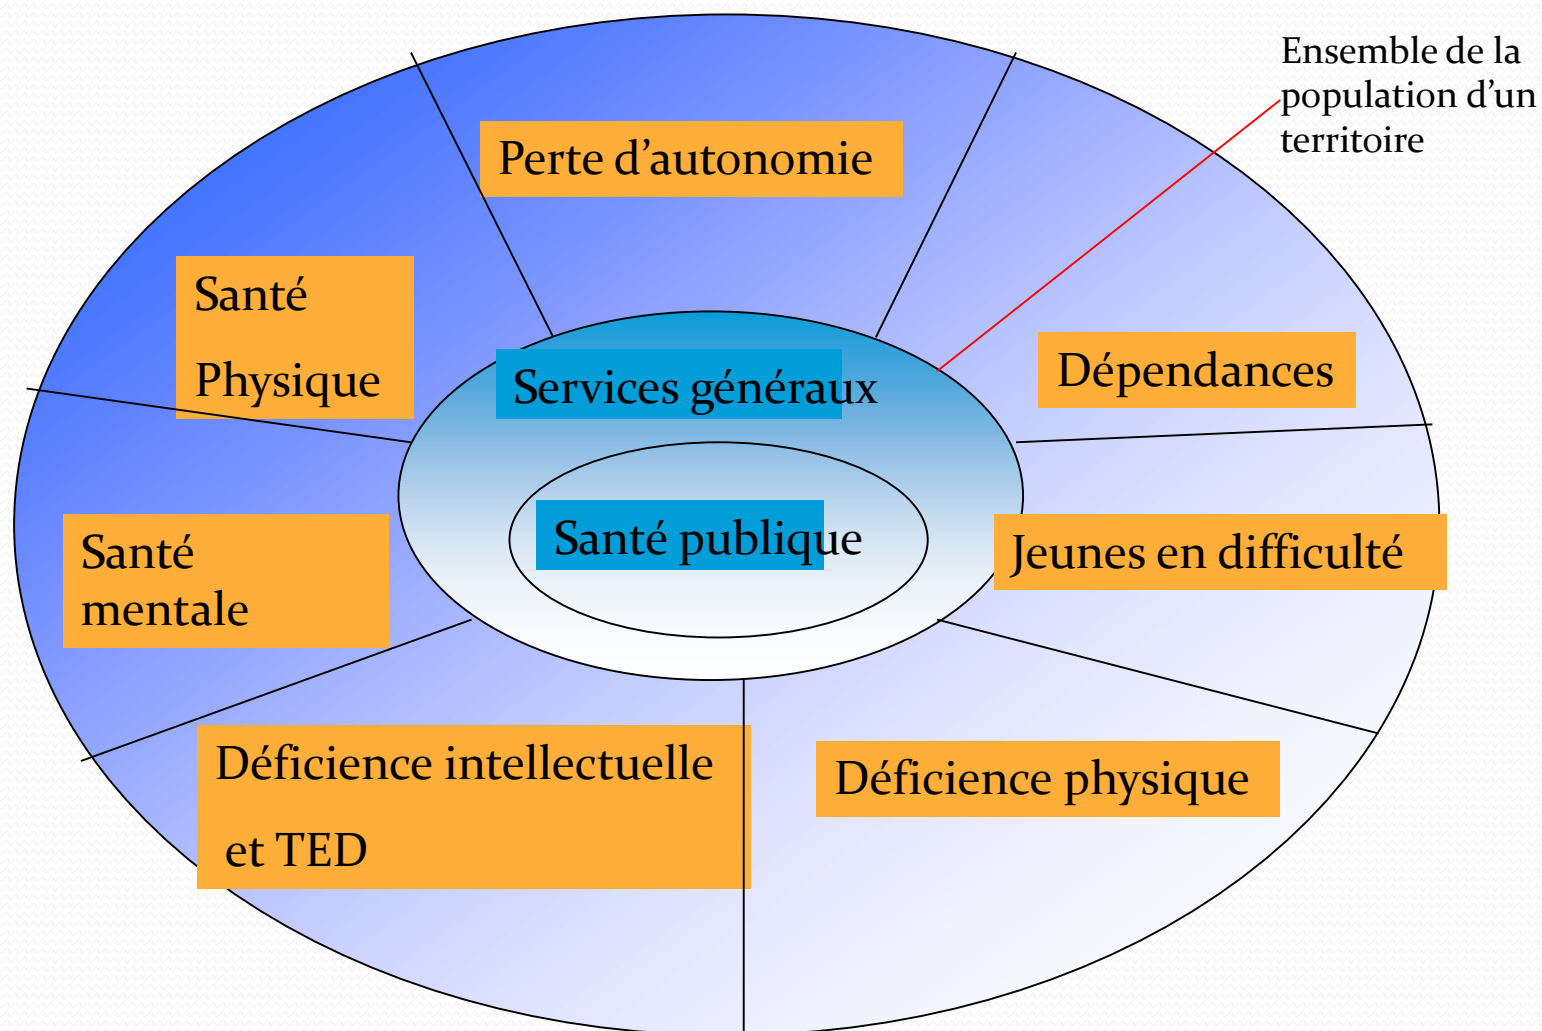 Ensemble de la
population d’un
territoire
Perte d’autonomie
Santé
Physique
Services généraux
Dépendances
Santé publique
Jeunes en difficulté
Santé
mentale
Déficience intellectuelle
et TED
Déficience physique